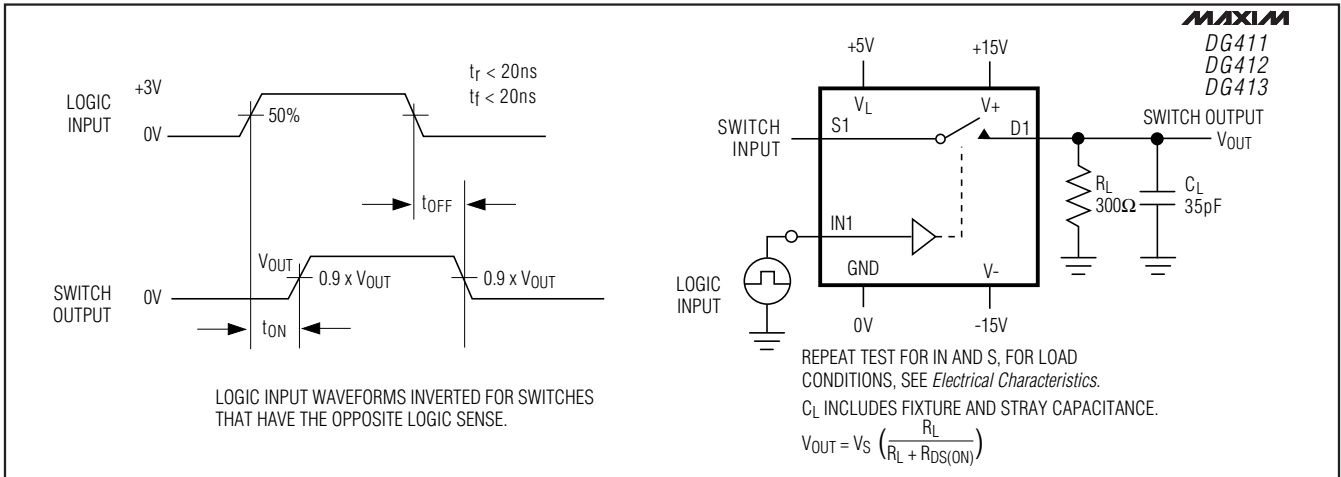 MAXIM
DG411
DG412
DG413
LOGIC
INPUT
+3V
0V
50%
tr < 20ns
tf < 20ns
tOFF
VOUT
0.9 x VOUT
0.9 x VOUT
SWITCH
OUTPUT
0V
tON
LOGIC INPUT WAVEFORMS INVERTED FOR SWITCHES
THAT HAVE THE OPPOSITE LOGIC SENSE.
+5V
+15V
VL
V+
SWITCH
INPUT
S1
D1
SWITCH OUTPUT
VOUT
RL
300Ω
CL
35pF
IN1
LOGIC
INPUT
GND
V-
0V
-15V
REPEAT TEST FOR IN AND S, FOR LOAD
CONDITIONS, SEE Electrical Characteristics.
CL INCLUDES FIXTURE AND STRAY CAPACITANCE.
VOUT = VS (RL / RL + RDS(ON))